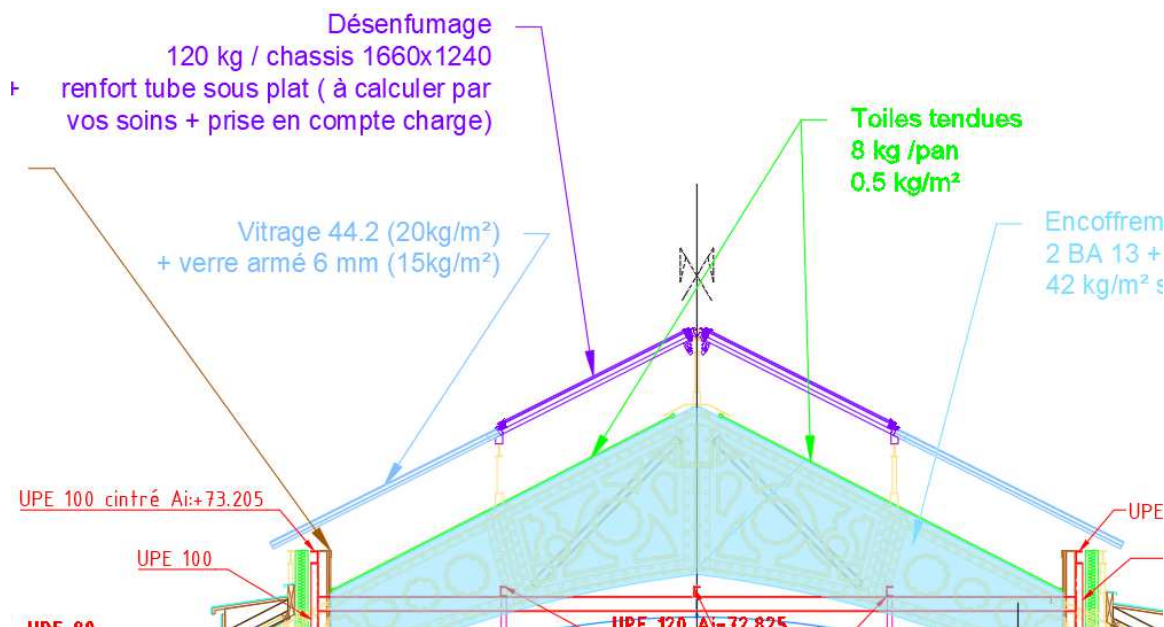 Désenfumage
120 kg / chassis 1660x1240
+ renfort tube sous plat ( à calculer par
vos soins + prise en compte charge)
Toiles tendues
8 kg /pan
0.5 kg/m²
Vitrage 44.2 (20kg/m²)
+ verre armé 6 mm (15kg/m²)
2 BA 13 +
42 kg/m²
UPE 100 cintré Ai:+73.205
UPE
UPE 100
UPE 120 Ai=72.825